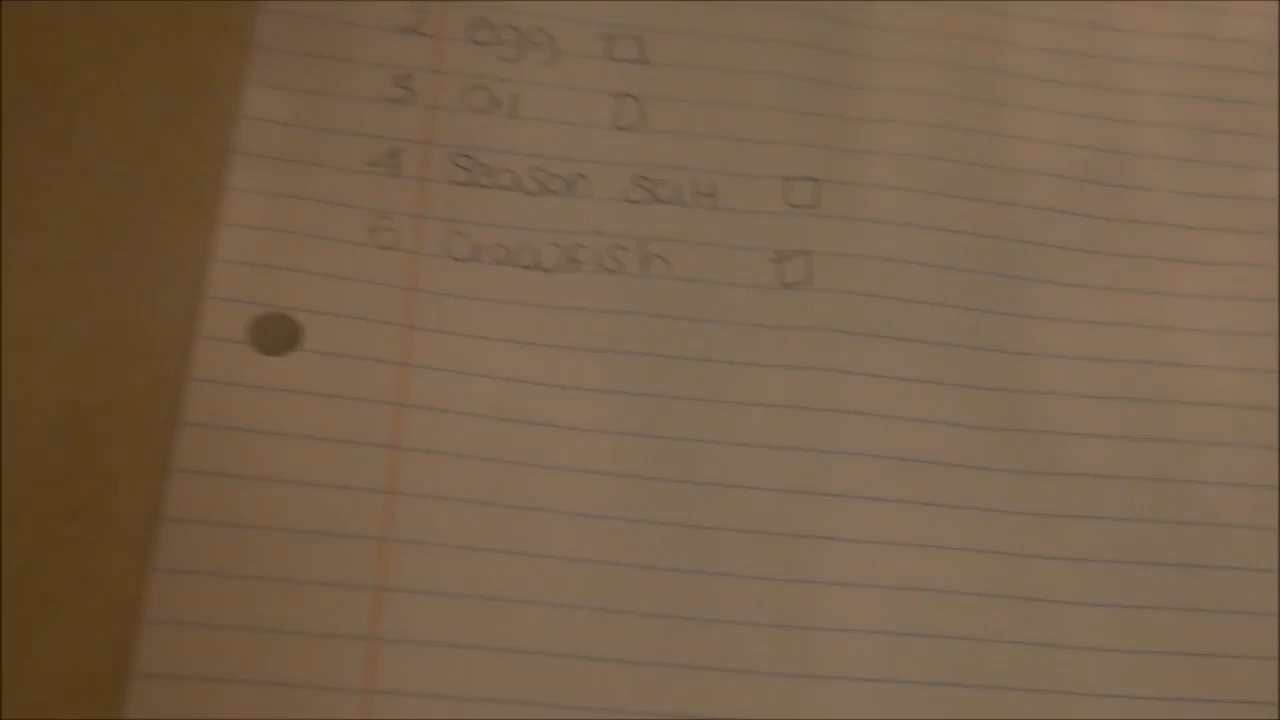 2 egg □
3 Oil □
4 Season salt □
5 Crawfish □